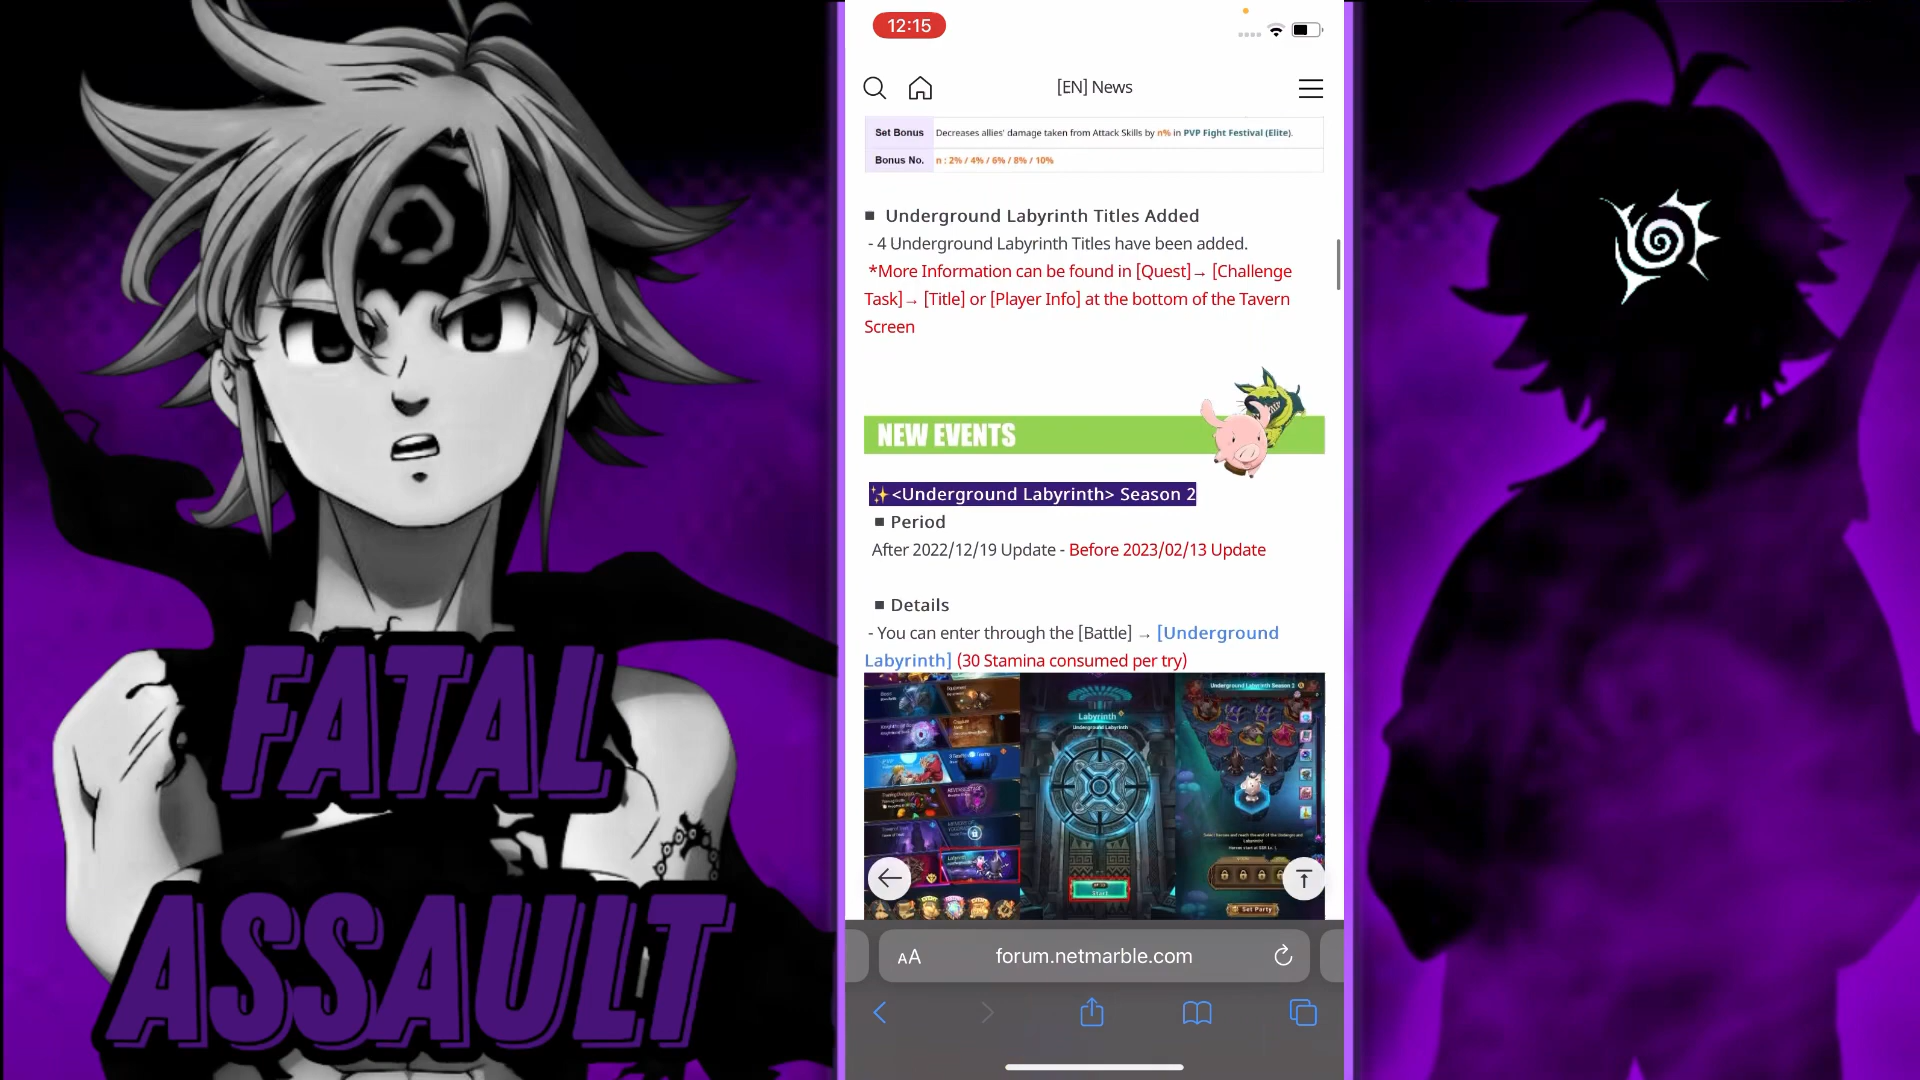 12:15
[EN] News
Set Bonus Decreases allies' damage taken from Attack Skills by n% in PVP Fight Festival (Elite).
Bonus No. n : 2% / 4% / 6% / 8% / 10%
■ Underground Labyrinth Titles Added
- 4 Underground Labyrinth Titles have been added.
*More Information can be found in [Quest]→ [Challenge
Task]→ [Title] or [Player Info] at the bottom of the Tavern
Screen
NEW EVENTS
✨<Underground Labyrinth> Season 2
■ Period
After 2022/12/19 Update - Before 2023/02/13 Update
■ Details
- You can enter through the [Battle] → [Underground
Labyrinth] (30 Stamina consumed per try)
Underground Labyrinth Season 2
Labyrinth
Underground Labyrinth
Labyrinth
Start
Set Party
AA forum.netmarble.com
FATAL
ASSAULT